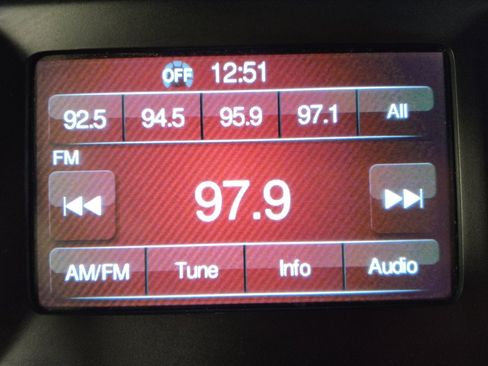 OFF 12:51
92.5 94.5 95.9 97.1 All
FM
97.9
AM/FM Tune Info Audio